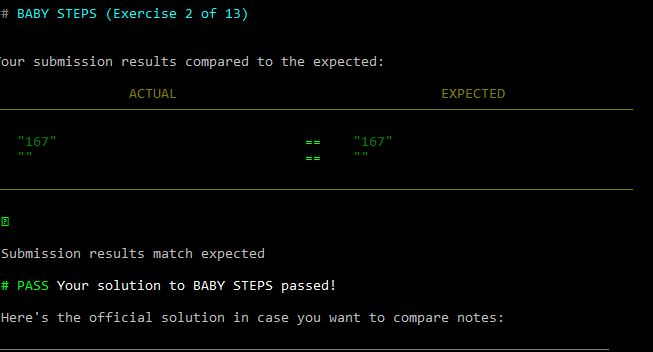 # BABY STEPS (Exercise 2 of 13)
Your submission results compared to the expected:
ACTUAL EXPECTED
"167" == "167"
"" == ""
Submission results match expected
# PASS Your solution to BABY STEPS passed!
Here's the official solution in case you want to compare notes: